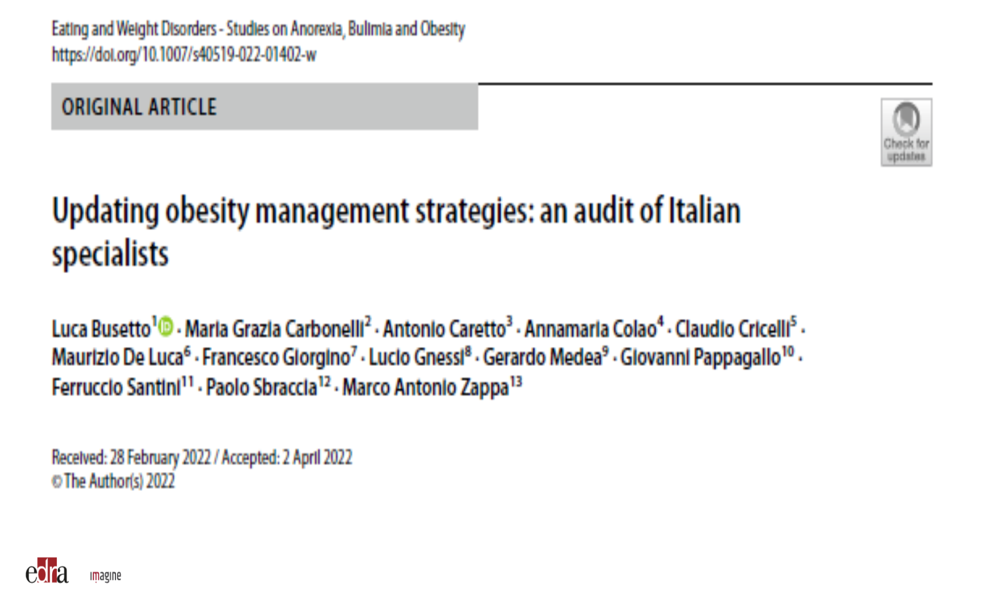 Eating and Weight Disorders - Studies on Anorexia, Bulimia and Obesity
https://doi.org/10.1007/s40519-022-01402-w
ORIGINAL ARTICLE
Check for
updates
Updating obesity management strategies: an audit of Italian
specialists
Luca Busetto¹ iD · Maria Grazia Carbonelli² · Antonio Caretto³ · Annamaria Colao⁴ · Claudio Cricelli⁵ ·
Maurizio De Luca⁶ · Francesco Giorgino⁷ · Lucio Gnessi⁸ · Gerardo Medea⁹ · Giovanni Pappagallo¹⁰ ·
Ferruccio Santini¹¹ · Paolo Sbraccia¹² · Marco Antonio Zappa¹³
Received: 28 February 2022 / Accepted: 2 April 2022
© The Author(s) 2022
edra imagine